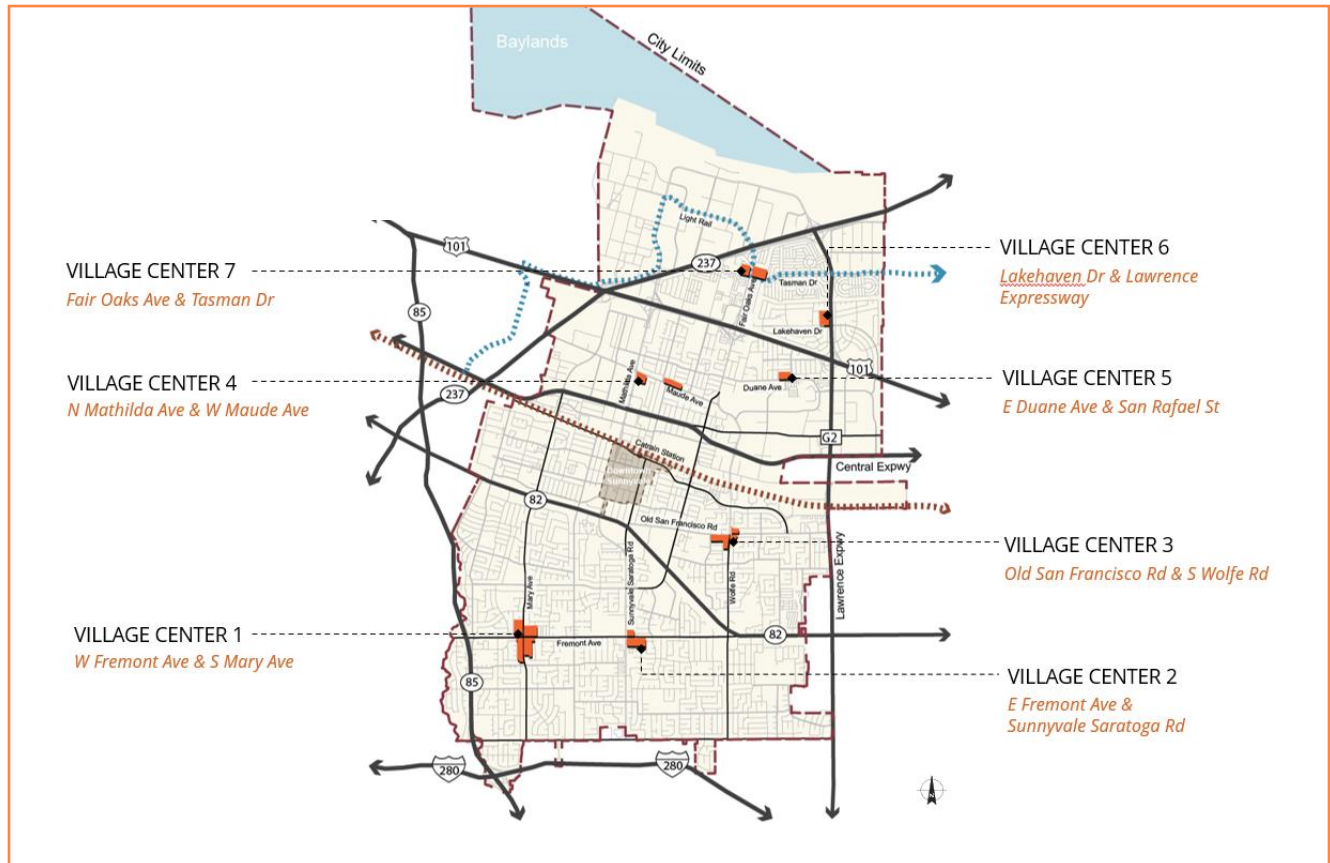 Baylands
City Limits
Light Rail
101
237
VILLAGE CENTER 7
Fair Oaks Ave & Tasman Dr
VILLAGE CENTER 6
Lakehaven Dr & Lawrence
Expressway
Fair Oaks Ave
Tasman Dr
85
Lakehaven Dr
101
VILLAGE CENTER 4
N Mathilda Ave & W Maude Ave
237
Mathilda Ave
Maude Ave
Duane Ave
VILLAGE CENTER 5
E Duane Ave & San Rafael St
G2
Caltrain Station
Central Expwy
Downtown
Sunnyvale
82
Old San Francisco Rd
VILLAGE CENTER 3
Old San Francisco Rd & S Wolfe Rd
Mary Ave
Sunnyvale Saratoga Rd
Wolfe Rd
Lawrence Expwy
VILLAGE CENTER 1
W Fremont Ave & S Mary Ave
Fremont Ave
82
85
VILLAGE CENTER 2
E Fremont Ave &
Sunnyvale Saratoga Rd
280
280
N